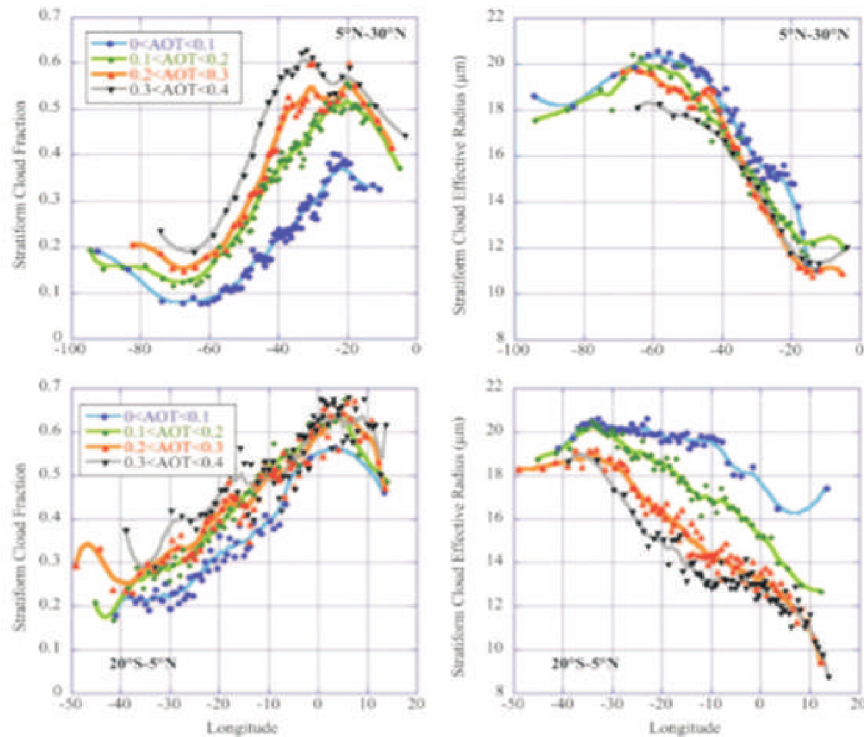 0.7
0.6
0.5
0.4
0.3
0.2
0.1
0
Stratiform Cloud Fraction
5°N-30°N
0<AOT<0.1
0.1<AOT<0.2
0.2<AOT<0.3
0.3<AOT<0.4
-100 -80 -60 -40 -20 0
22
20
18
16
14
12
10
8
Stratiform Cloud Effective Radius (µm)
5°N-30°N
-100 -80 -60 -40 -20 0
0.7
0.6
0.5
0.4
0.3
0.2
0.1
0
Stratiform Cloud Fraction
0<AOT<0.1
0.1<AOT<0.2
0.2<AOT<0.3
0.3<AOT<0.4
20°S-5°N
-50 -40 -30 -20 -10 0 10 20
Longitude
22
20
18
16
14
12
10
8
Stratiform Cloud Effective Radius (µm)
20°S-5°N
-50 -40 -30 -20 -10 0 10 20
Longitude